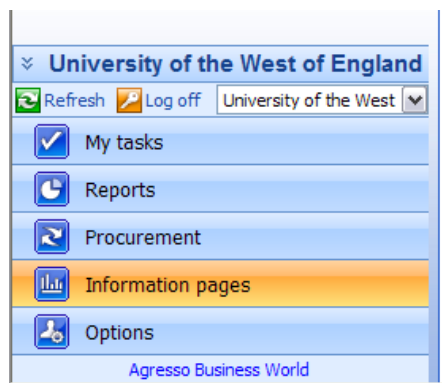 University of the West of England
Refresh Log off University of the West
My tasks
Reports
Procurement
Information pages
Options
Agresso Business World